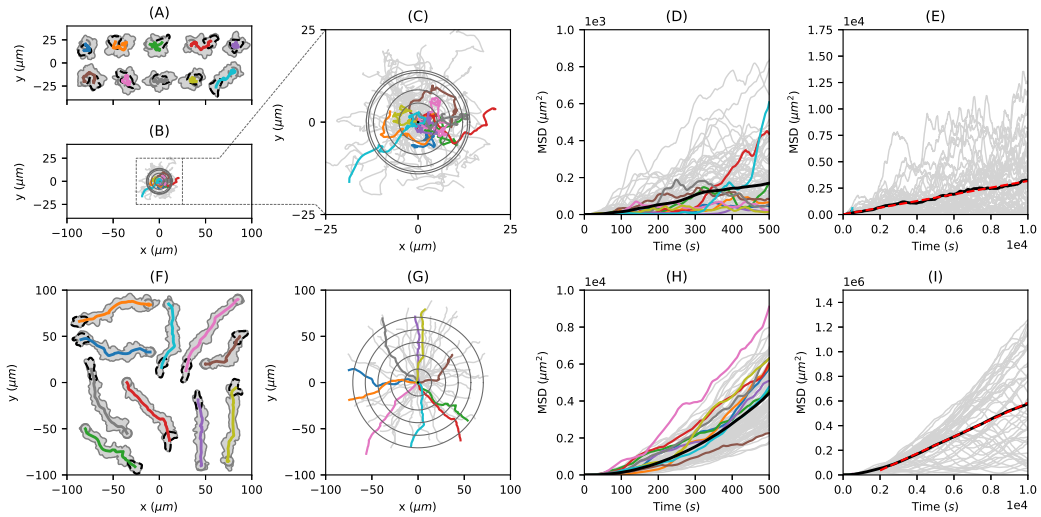 (A)
25
0
−25
y (μm)
−100
−50
0
50
100
(B)
25
0
−25
y (μm)
−100
−50
0
50
100
x (μm)
(C)
25
0
−25
y (μm)
−25
0
25
x (μm)
(D)
1e3
1.0
0.8
0.6
0.4
0.2
0.0
MSD (μm²)
0
100
200
300
400
500
Time (s)
(E)
1e4
1.75
1.50
1.25
1.00
0.75
0.50
0.25
0.00
MSD (μm²)
0.0
0.2
0.4
0.6
0.8
1.0
1e4
Time (s)
(F)
100
50
0
−50
−100
y (μm)
−100
−50
0
50
100
x (μm)
(G)
100
50
0
−50
−100
y (μm)
−100
−50
0
50
100
x (μm)
(H)
1e4
1.0
0.8
0.6
0.4
0.2
0.0
MSD (μm²)
0
100
200
300
400
500
Time (s)
(I)
1e6
1.4
1.2
1.0
0.8
0.6
0.4
0.2
0.0
MSD (μm²)
0.0
0.2
0.4
0.6
0.8
1.0
1e4
Time (s)